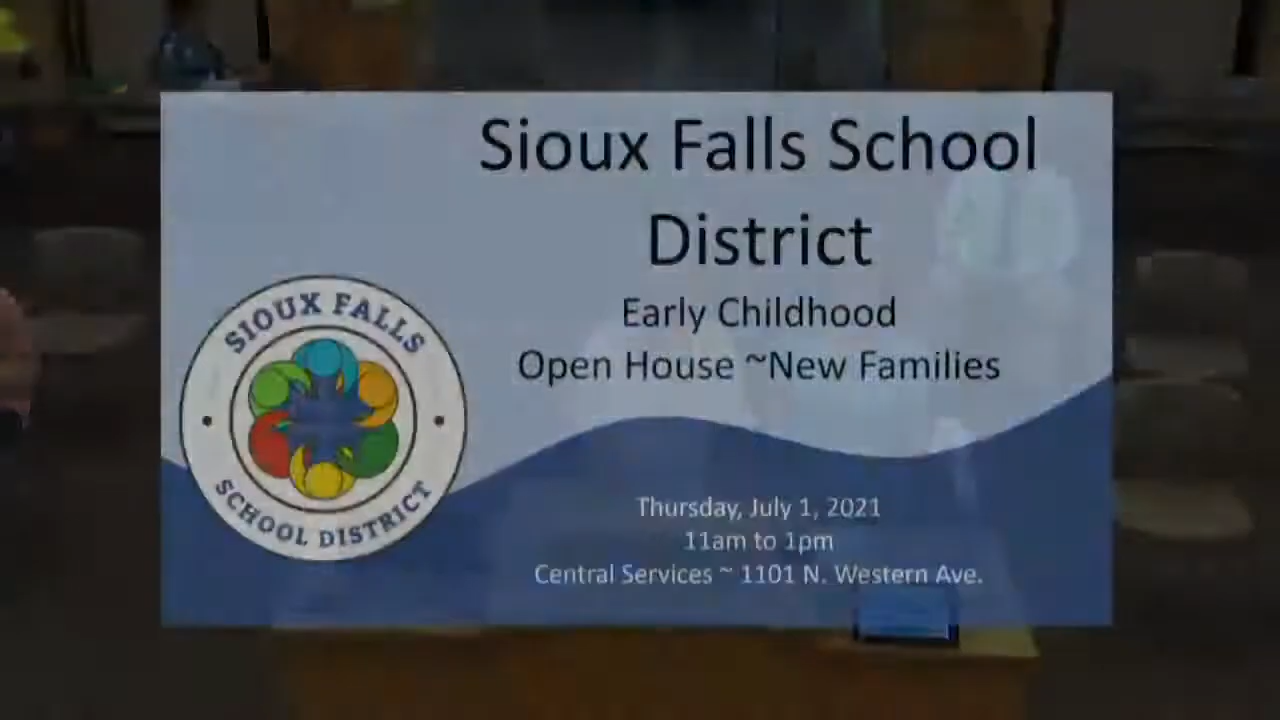 Sioux Falls School
District
Early Childhood
Open House ~New Families
SIOUX FALLS
SCHOOL DISTRICT
Thursday, July 1, 2021
11am to 1pm
Central Services ~ 1101 N. Western Ave.